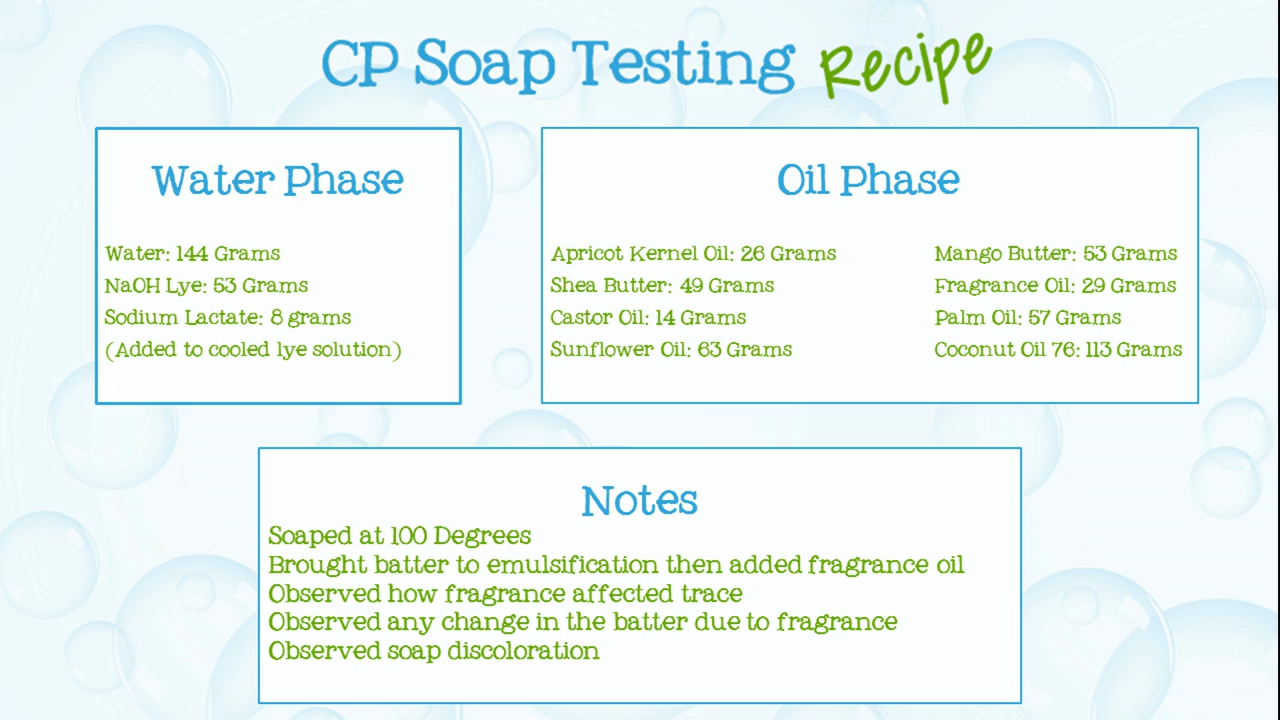 CP Soap Testing Recipe
Water Phase
Water: 144 Grams
NaOH Lye: 53 Grams
Sodium Lactate: 8 grams
(Added to cooled lye solution)
Oil Phase
Apricot Kernel Oil: 26 Grams
Shea Butter: 49 Grams
Castor Oil: 14 Grams
Sunflower Oil: 63 Grams
Mango Butter: 53 Grams
Fragrance Oil: 29 Grams
Palm Oil: 57 Grams
Coconut Oil 76: 113 Grams
Notes
Soaped at 100 Degrees
Brought batter to emulsification then added fragrance oil
Observed how fragrance affected trace
Observed any change in the batter due to fragrance
Observed soap discoloration